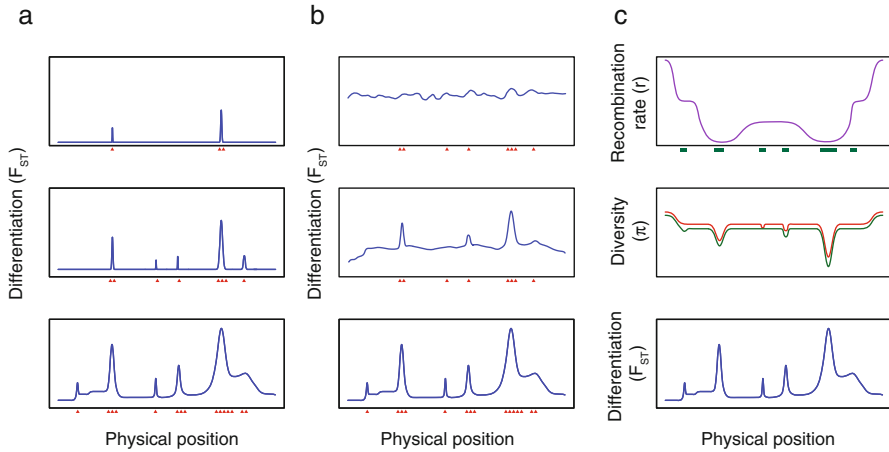 a
Differentiation (FST)
Physical position
b
Differentiation (FST)
Physical position
c
Recombination
rate (r)
Diversity
(π)
Differentiation
(FST)
Physical position